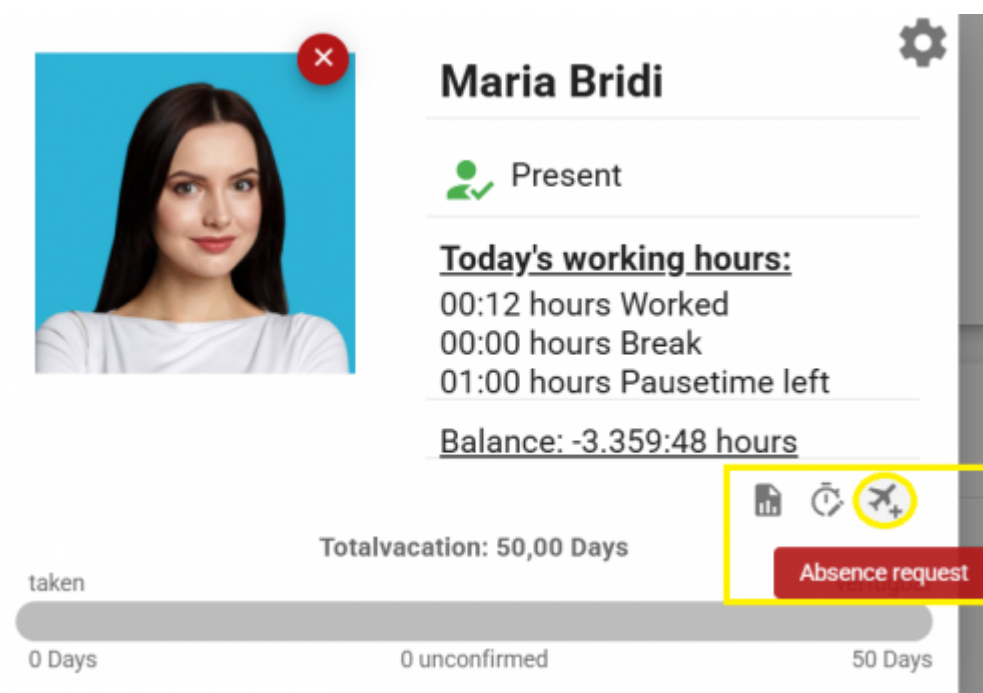 Maria Bridi
Present
Today's working hours:
00:12 hours Worked
00:00 hours Break
01:00 hours Pausetime left
Balance: -3.359:48 hours
Totalvacation: 50,00 Days
Absence request
taken
0 Days
0 unconfirmed
50 Days